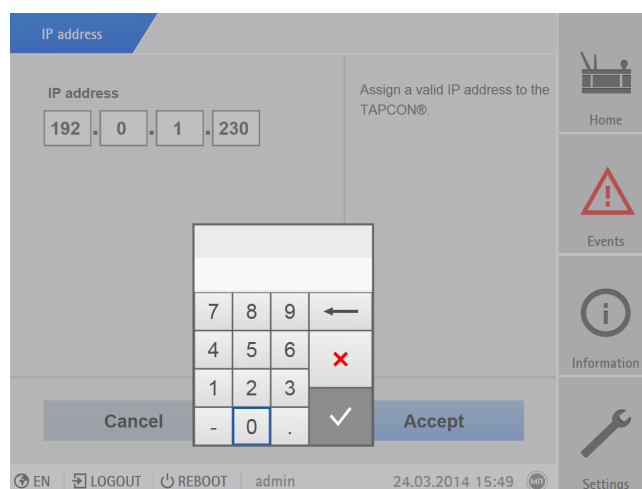 IP address
IP address
192 . 0 . 1 . 230
Assign a valid IP address to the
TAPCON®.
Home
Events
Information
Settings
7 8 9
4 5 6
1 2 3
- 0 .
Cancel
Accept
EN LOGOUT REBOOT admin 24.03.2014 15:49 MR